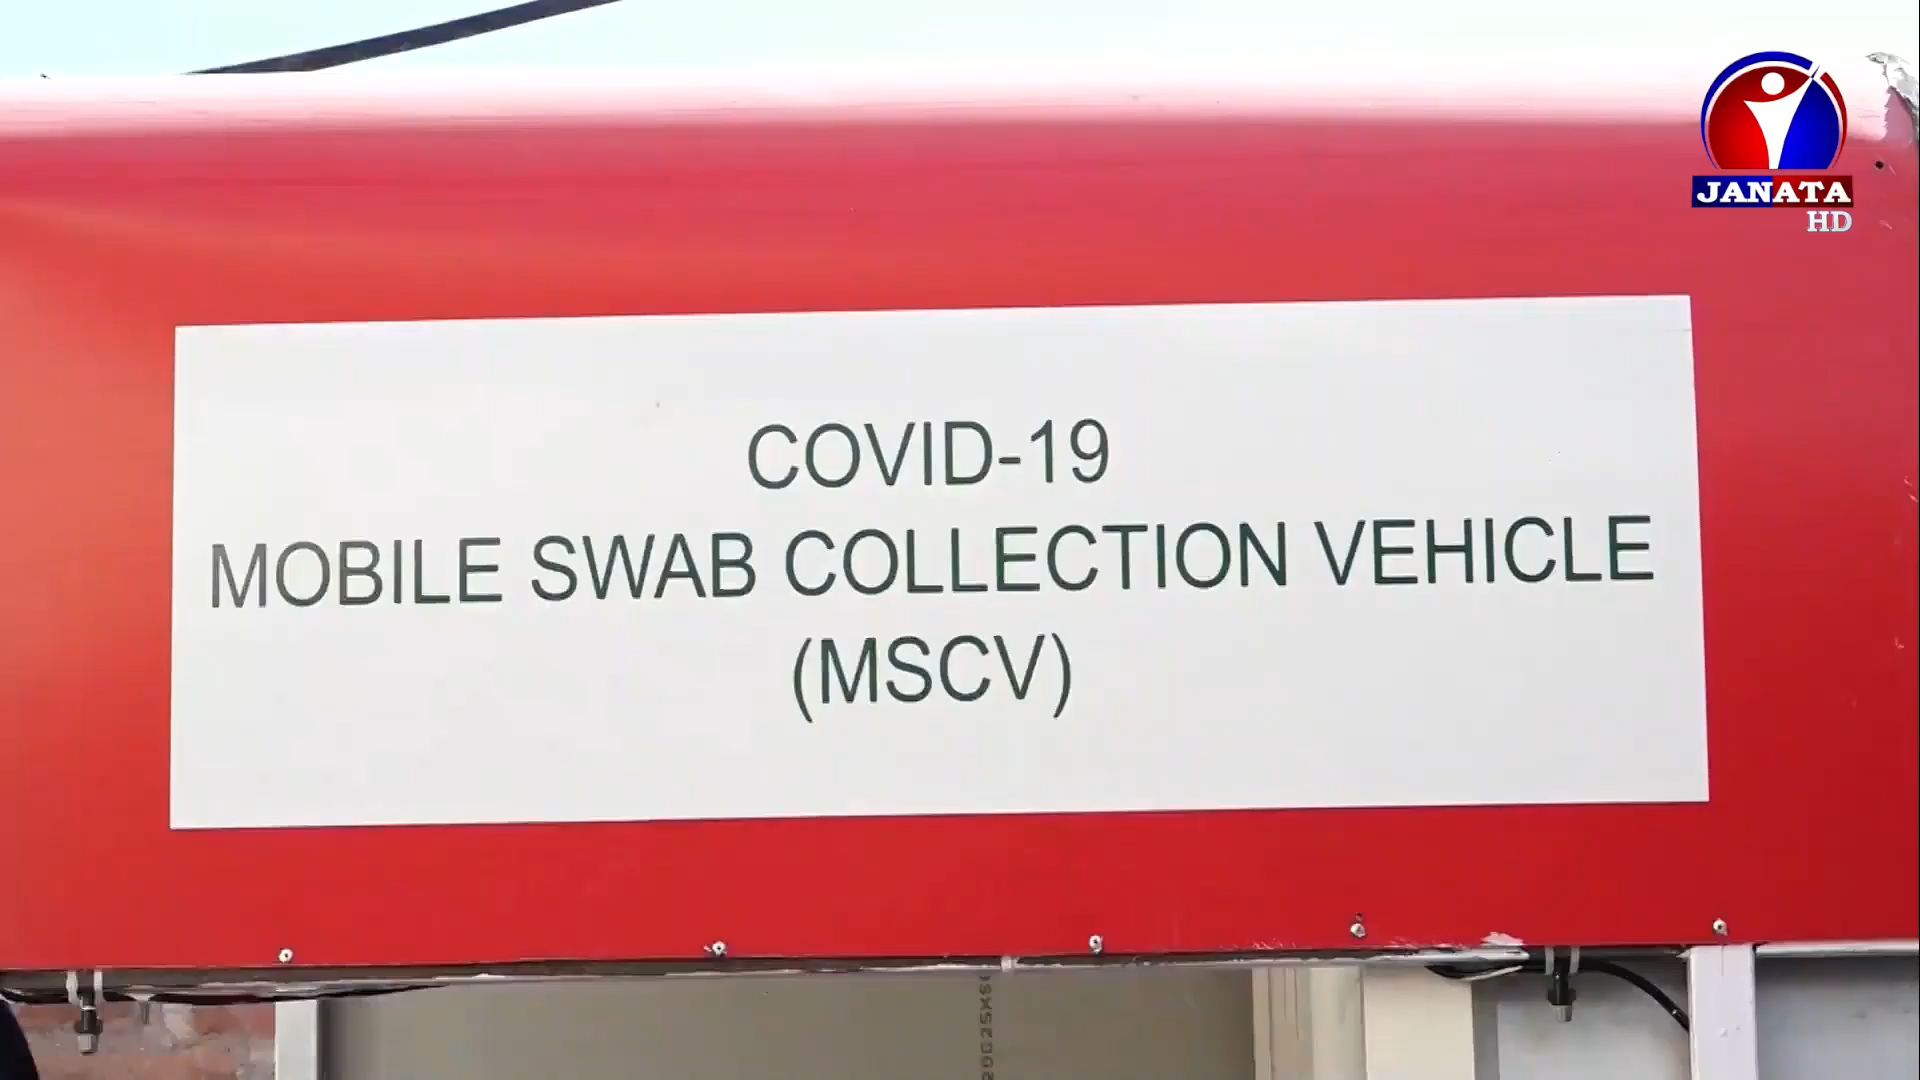 JANATA
HD
COVID-19
MOBILE SWAB COLLECTION VEHICLE
(MSCV)